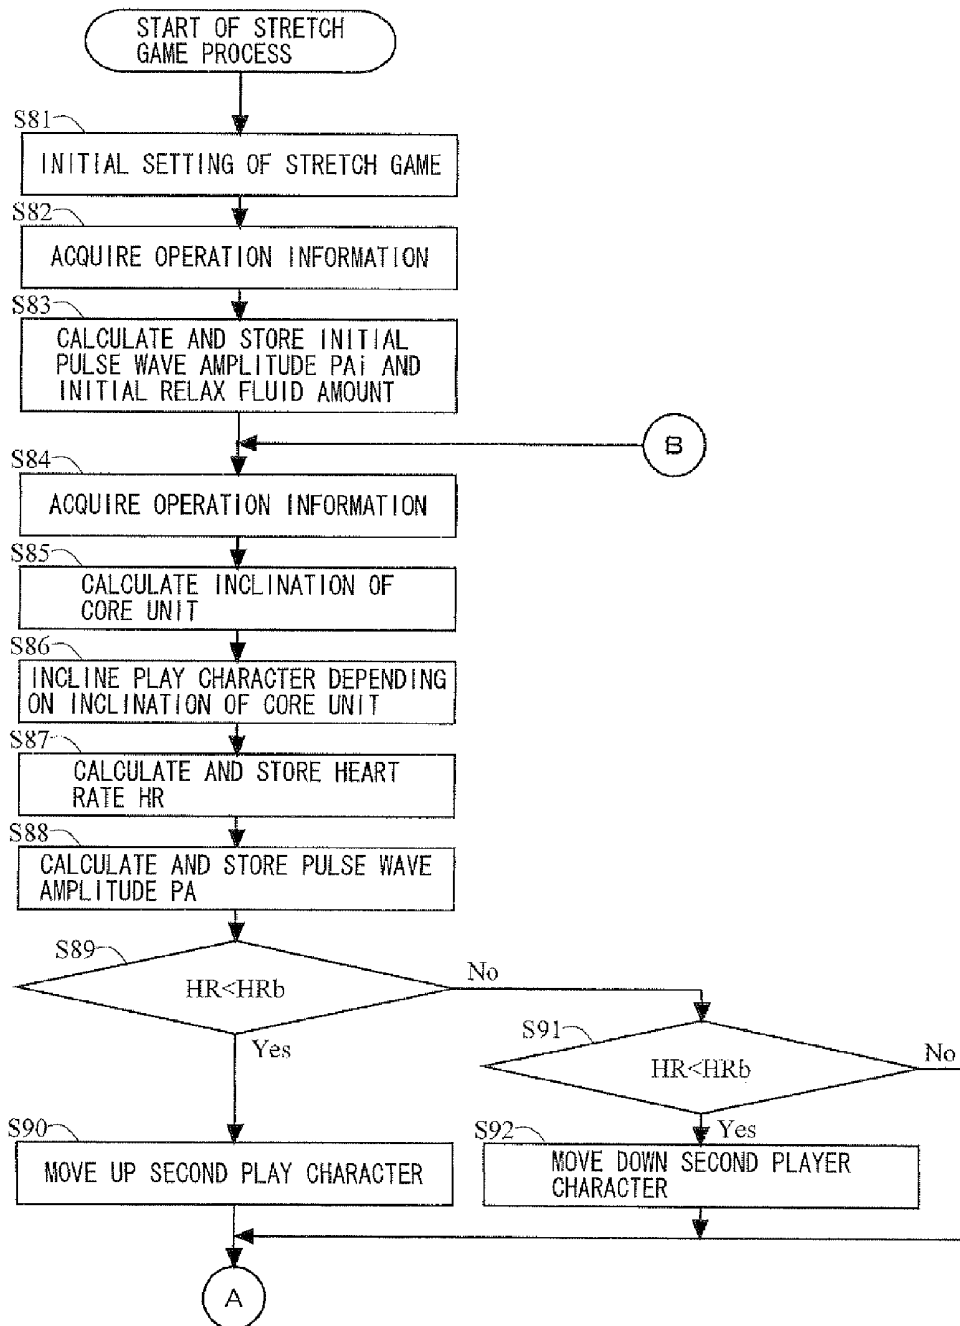 START OF STRETCH
GAME PROCESS
S81
INITIAL SETTING OF STRETCH GAME
S82
ACQUIRE OPERATION INFORMATION
S83
CALCULATE AND STORE INITIAL
PULSE WAVE AMPLITUDE PAi AND
INITIAL RELAX FLUID AMOUNT
B
S84
ACQUIRE OPERATION INFORMATION
S85
CALCULATE INCLINATION OF
CORE UNIT
S86
INCLINE PLAY CHARACTER DEPENDING
ON INCLINATION OF CORE UNIT
S87
CALCULATE AND STORE HEART
RATE HR
S88
CALCULATE AND STORE PULSE WAVE
AMPLITUDE PA
S89
HR<HRb
No
Yes
S91
HR<HRb
No
Yes
S90
MOVE UP SECOND PLAY CHARACTER
S92
MOVE DOWN SECOND PLAYER
CHARACTER
A